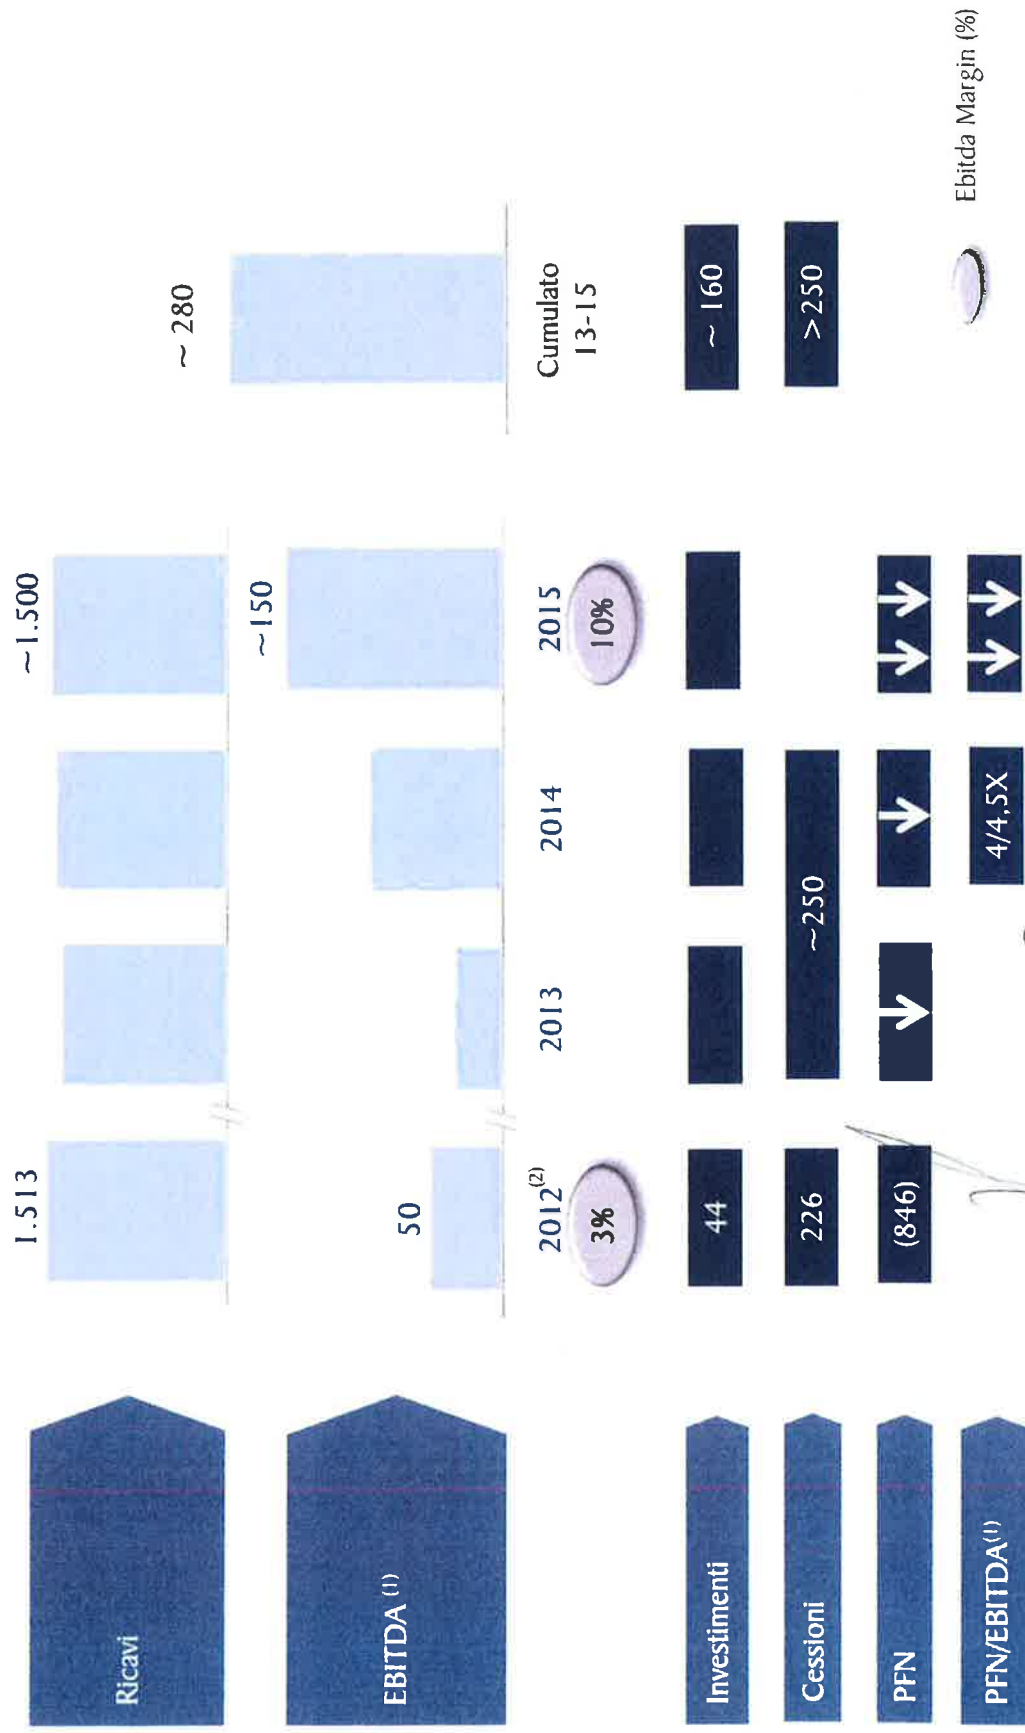 Ricavi
1.513
~1.500
EBITDA (1)
50
~150
~ 280
2012 (2)
2013
2014
2015
Cumulato
13-15
3%
10%
Investimenti
44
~ 160
Cessioni
226
~250
>250
PFN
(846)
PFN/EBITDA(1)
4/4,5X
Ebitda Margin (%)